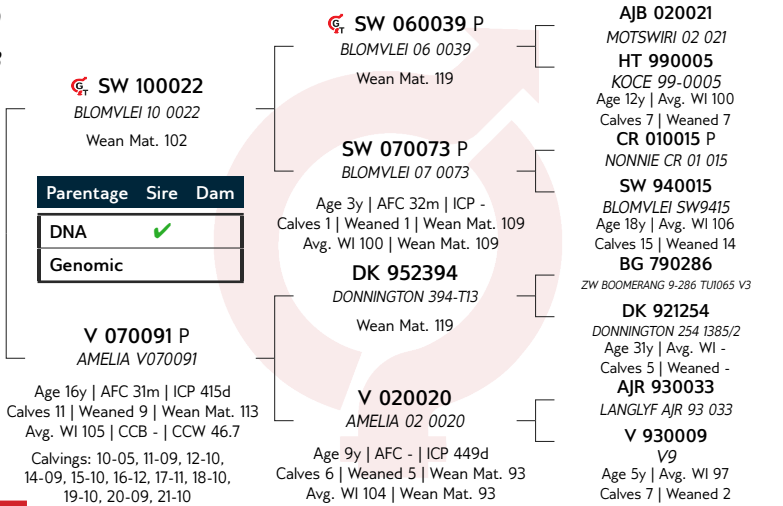 SW 100022
BLOMVLEI 10 0022
Wean Mat. 102
Parentage Sire Dam
DNA ✔
Genomic
V 070091 P
AMELIA V070091
Age 16y | AFC 31m | ICP 415d
Calves 11 | Weaned 9 | Wean Mat. 113
Avg. WI 105 | CCB - | CCW 46.7
Calvings: 10-05, 11-09, 12-10,
14-09, 15-10, 16-12, 17-11, 18-10,
19-10, 20-09, 21-10
SW 060039 P
BLOMVLEI 06 0039
Wean Mat. 119
SW 070073 P
BLOMVLEI 07 0073
Age 3y | AFC 32m | ICP -
Calves 1 | Weaned 1 | Wean Mat. 109
Avg. WI 100 | Wean Mat. 109
DK 952394
DONNINGTON 394-T13
Wean Mat. 119
V 020020
AMELIA 02 0020
Age 9y | AFC - | ICP 449d
Calves 6 | Weaned 5 | Wean Mat. 93
Avg. WI 104 | Wean Mat. 93
AJB 020021
MOTSWIRI 02 021
HT 990005
KOCE 99-0005
Age 12y | Avg. WI 100
Calves 7 | Weaned 7
CR 010015 P
NONNIE CR 01 015
SW 940015
BLOMVLEI SW9415
Age 18y | Avg. WI 106
Calves 15 | Weaned 14
BG 790286
ZW BOOMERANG 9-286 TU1065 V3
DK 921254
DONNINGTON 254 1385/2
Age 31y | Avg. WI -
Calves 5 | Weaned -
AJR 930033
LANGLYF AJR 93 033
V 930009
V9
Age 5y | Avg. WI 97
Calves 7 | Weaned 2